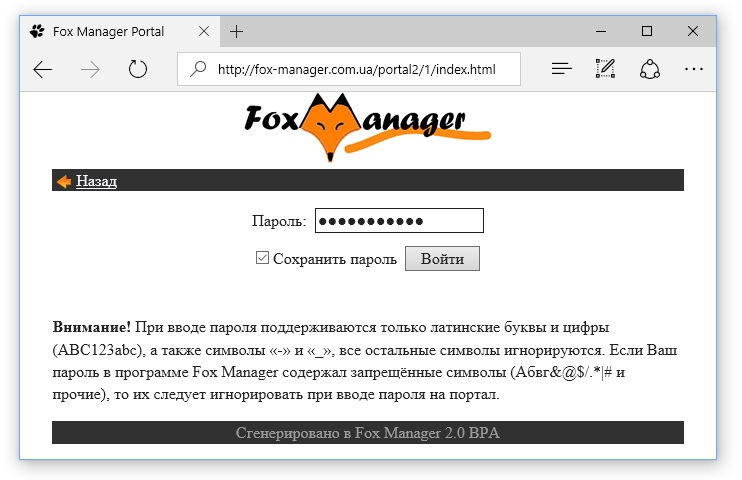 Fox Manager Portal
http://fox-manager.com.ua/portal2/1/index.html
Fox Manager
Назад
Пароль:
Сохранить пароль Войти
Внимание! При вводе пароля поддерживаются только латинские буквы и цифры
(ABC123abc), а также символы «-» и «_», все остальные символы игнорируются. Если Ваш
пароль в программе Fox Manager содержал запрещённые символы (Абвг&@$/.*|# и
прочие), то их следует игнорировать при вводе пароля на портал.
Сгенерировано в Fox Manager 2.0 BPA